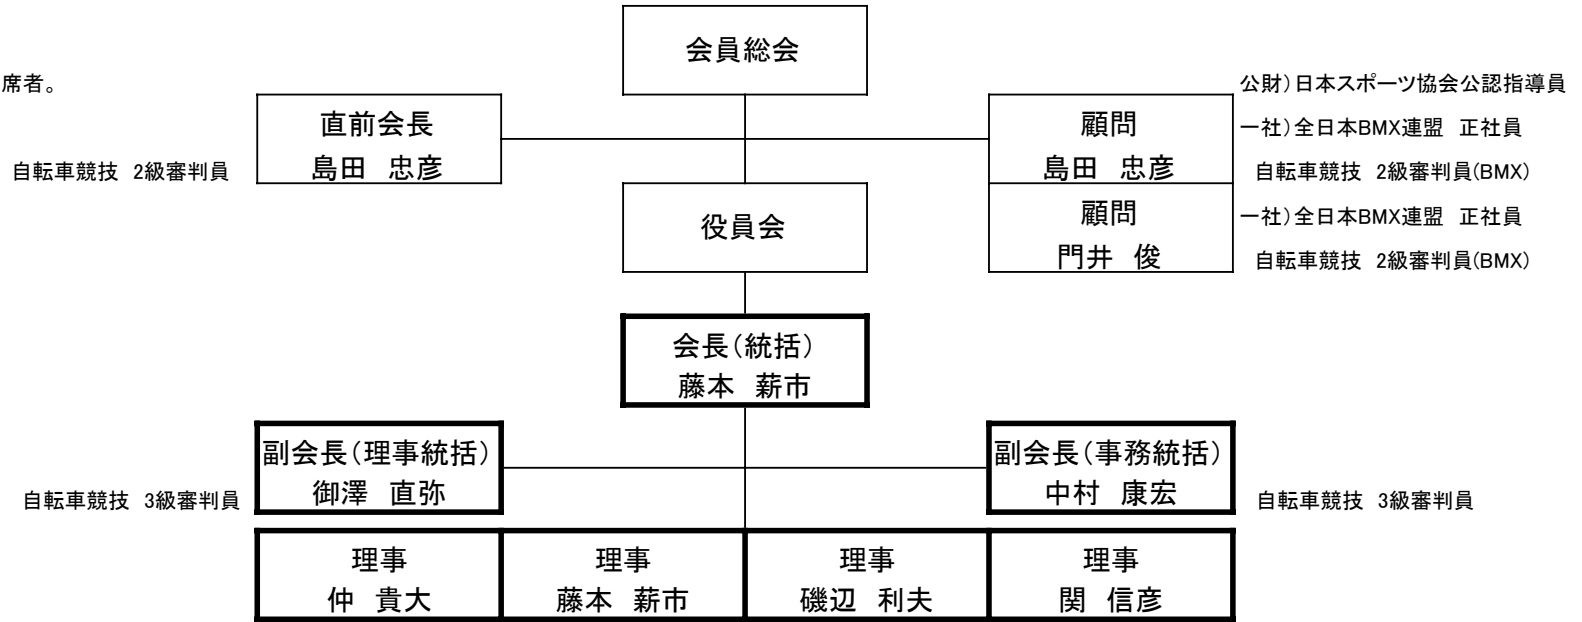 会員総会
席者。
公財)日本スポーツ協会公認指導員
直前会長
島田 忠彦
自転車競技 2級審判員
顧問
島田 忠彦
一社)全日本BMX連盟 正社員
自転車競技 2級審判員(BMX)
役員会
顧問
門井 俊
一社)全日本BMX連盟 正社員
自転車競技 2級審判員(BMX)
会長(統括)
藤本 薪市
副会長(理事統括)
御澤 直弥
自転車競技 3級審判員
副会長(事務統括)
中村 康宏
自転車競技 3級審判員
理事
仲 貴大
理事
藤本 薪市
理事
磯辺 利夫
理事
関 信彦